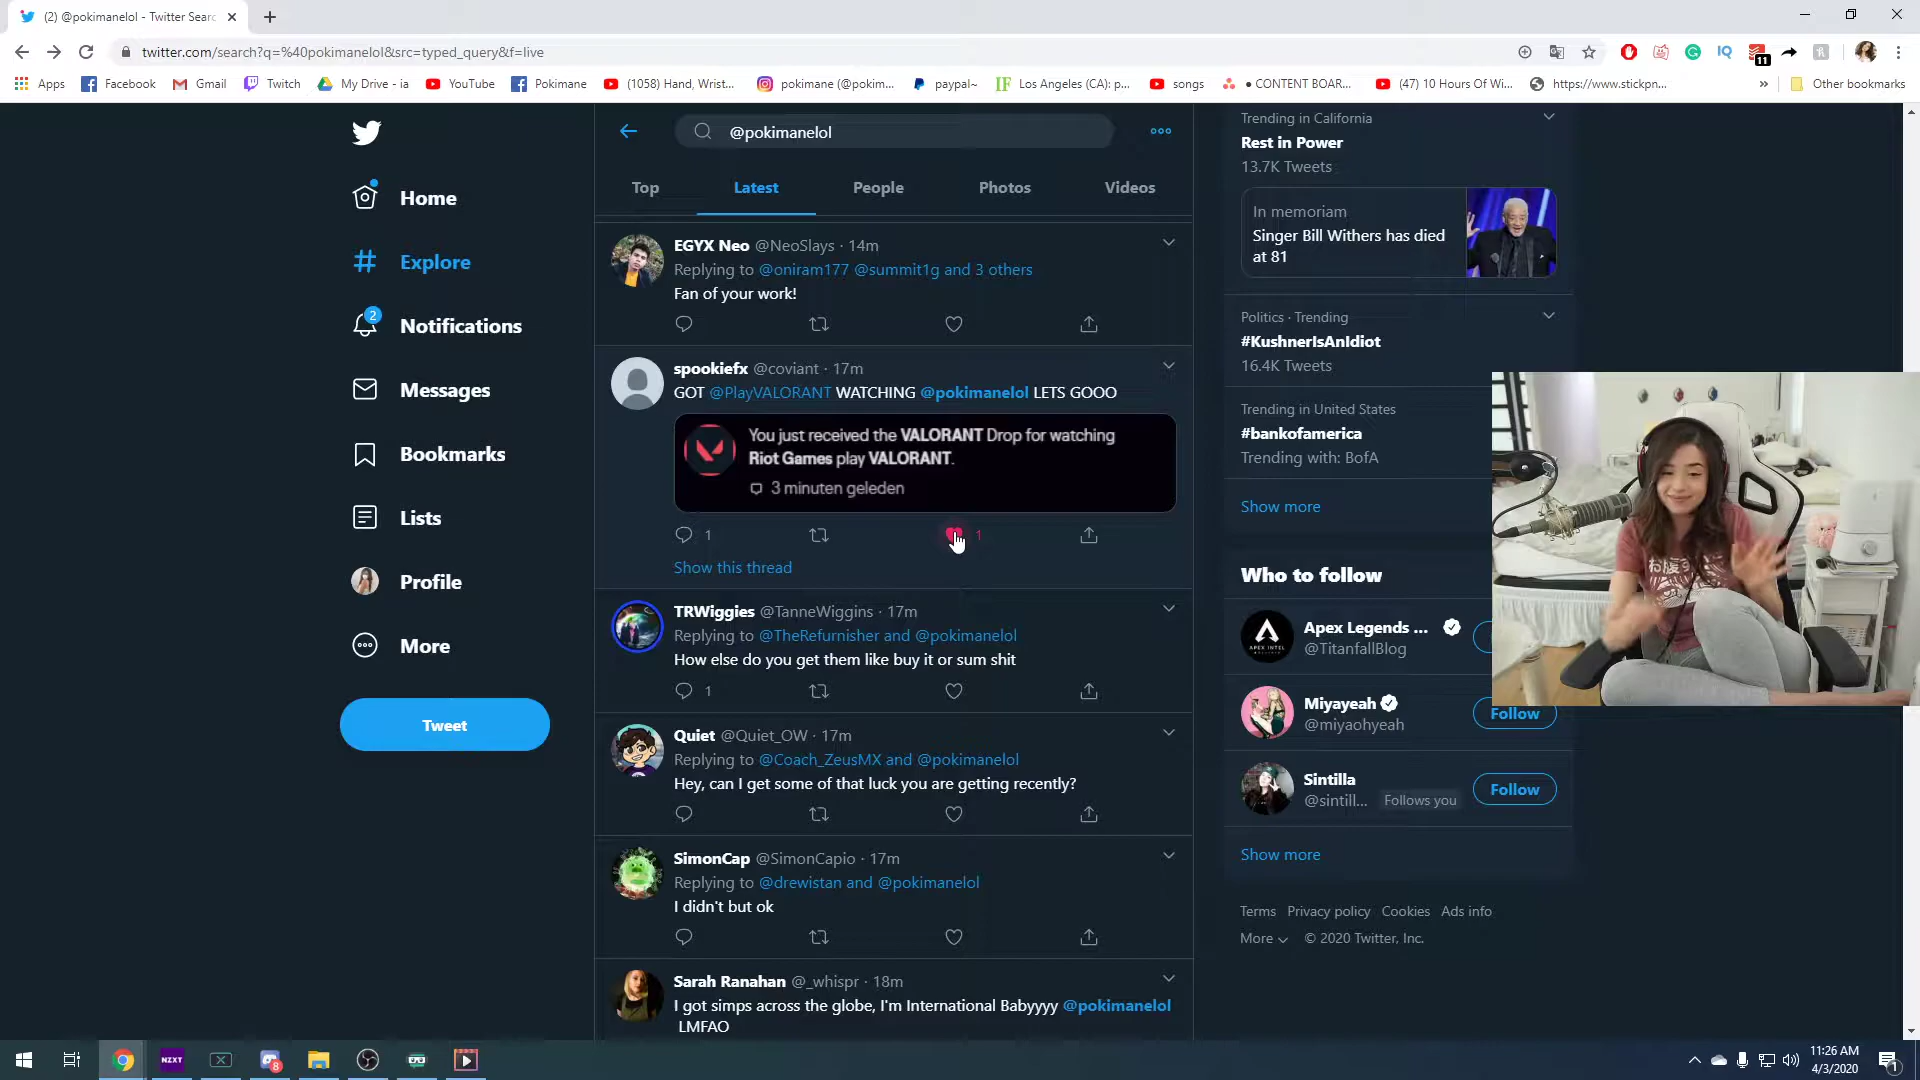 (2) @pokimanelol - Twitter Searc
twitter.com/search?q=%40pokimanelol&src=typed_query&f=live
11
Apps
Facebook
Gmail
Twitch
My Drive - ia
YouTube
Pokimane
(1058) Hand, Wrist...
pokimane (@pokim...
paypal~
Los Angeles (CA): p...
songs
• CONTENT BOAR...
(47) 10 Hours Of Wi...
https://www.stickpn...
»
Other bookmarks
Home
Explore
2
Notifications
Messages
Bookmarks
Lists
Profile
More
Tweet
@pokimanelol
Top
Latest
People
Photos
Videos
EGYX Neo @NeoSlays · 14m
Replying to @oniram177 @summit1g and 3 others
Fan of your work!
spookiefx @coviant · 17m
GOT @PlayVALORANT WATCHING @pokimanelol LETS GOOO
You just received the VALORANT Drop for watching
Riot Games play VALORANT.
3 minuten geleden
1
1
Show this thread
TRWiggies @TanneWiggins · 17m
Replying to @TheRefurnisher and @pokimanelol
How else do you get them like buy it or sum shit
1
Quiet @Quiet_OW · 17m
Replying to @Coach_ZeusMX and @pokimanelol
Hey, can I get some of that luck you are getting recently?
SimonCap @SimonCapio · 17m
Replying to @drewistan and @pokimanelol
I didn't but ok
Sarah Ranahan @_whispr · 18m
I got simps across the globe, I'm International Babyyyy @pokimanelol
LMFAO
Trending in California
Rest in Power
13.7K Tweets
In memoriam
Singer Bill Withers has died
at 81
Politics · Trending
#KushnerIsAnIdiot
16.4K Tweets
Trending in United States
#bankofamerica
Trending with: BofA
Show more
Who to follow
Apex Legends ...
@TitanfallBlog
APEX INTEL
Miyayeah
@miyaohyeah
Follow
Sintilla
@sintill... Follows you
Follow
Show more
Terms Privacy policy Cookies Ads info
More © 2020 Twitter, Inc.
NZXT
8
11:26 AM
4/3/2020
1